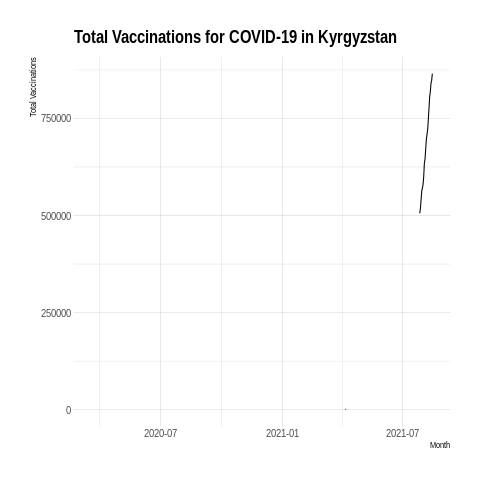 Total Vaccinations for COVID-19 in Kyrgyzstan
Total Vaccinations
750000
500000
250000
0
2020-07 2021-01 2021-07
Month